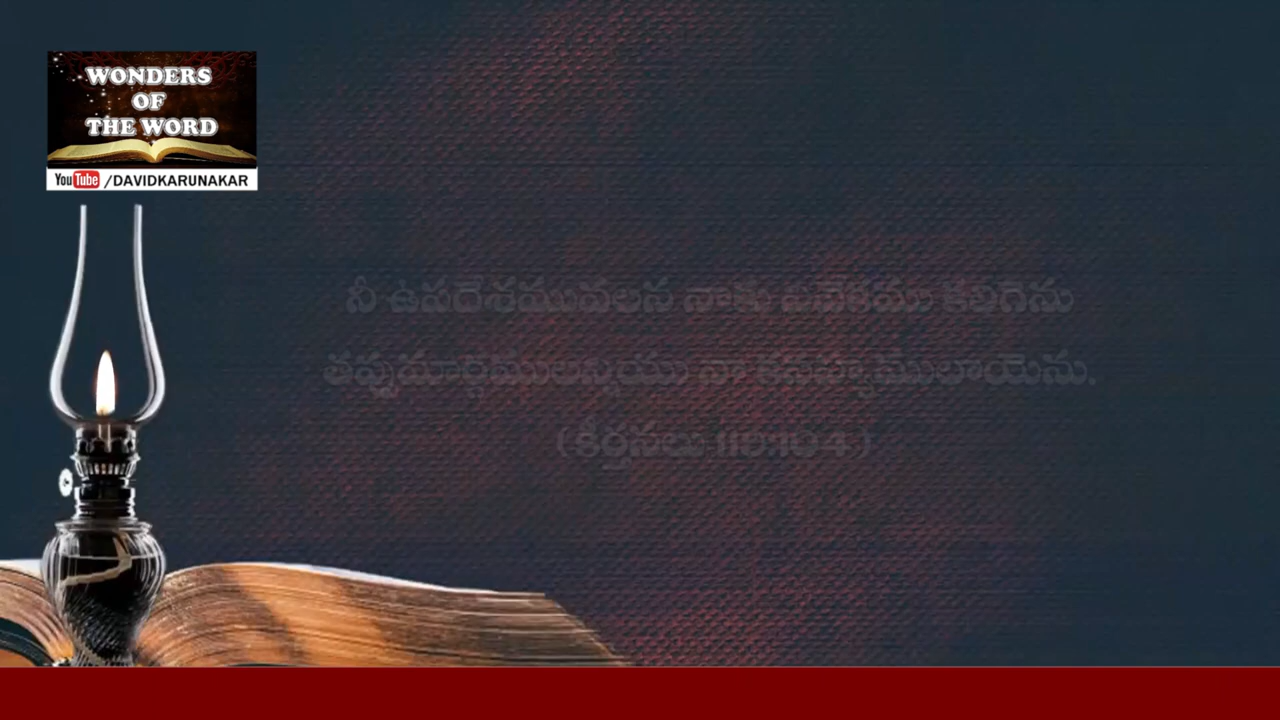 WONDERS
OF
THE WORD
YouTube /DAVIDKARUNAKAR
నీ ఉపదేశమువలన నాకు వివేకము కలిగెను
తప్పుమార్గములన్నియు నా కసహ్యములాయెను.
(కీర్తనలు 119:104)